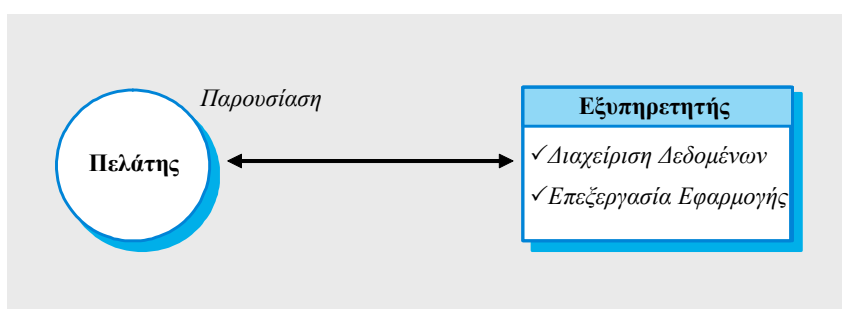 Παρουσίαση
Πελάτης
Εξυπηρετητής
✓Διαχείριση Δεδομένων
✓Επεξεργασία Εφαρμογής